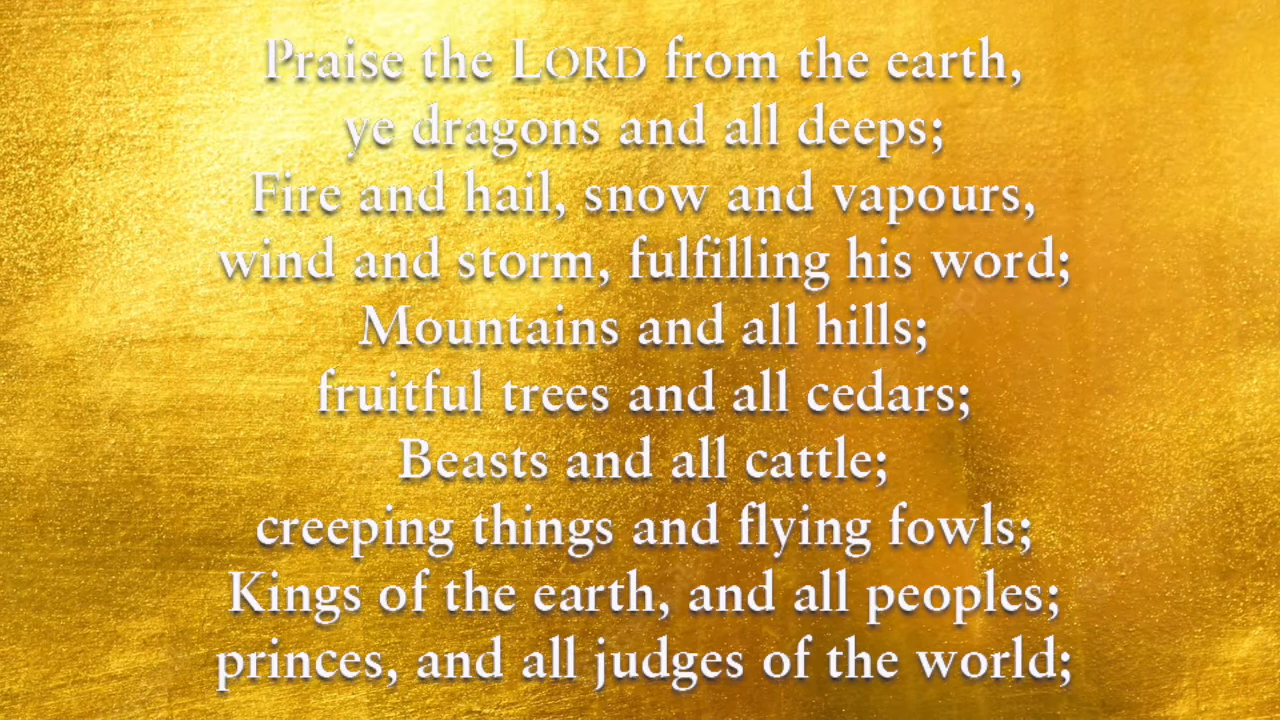 Praise the LORD from the earth,
ye dragons and all deeps;
Fire and hail, snow and vapours,
wind and storm, fulfilling his word;
Mountains and all hills;
fruitful trees and all cedars;
Beasts and all cattle;
creeping things and flying fowls;
Kings of the earth, and all peoples;
princes, and all judges of the world;